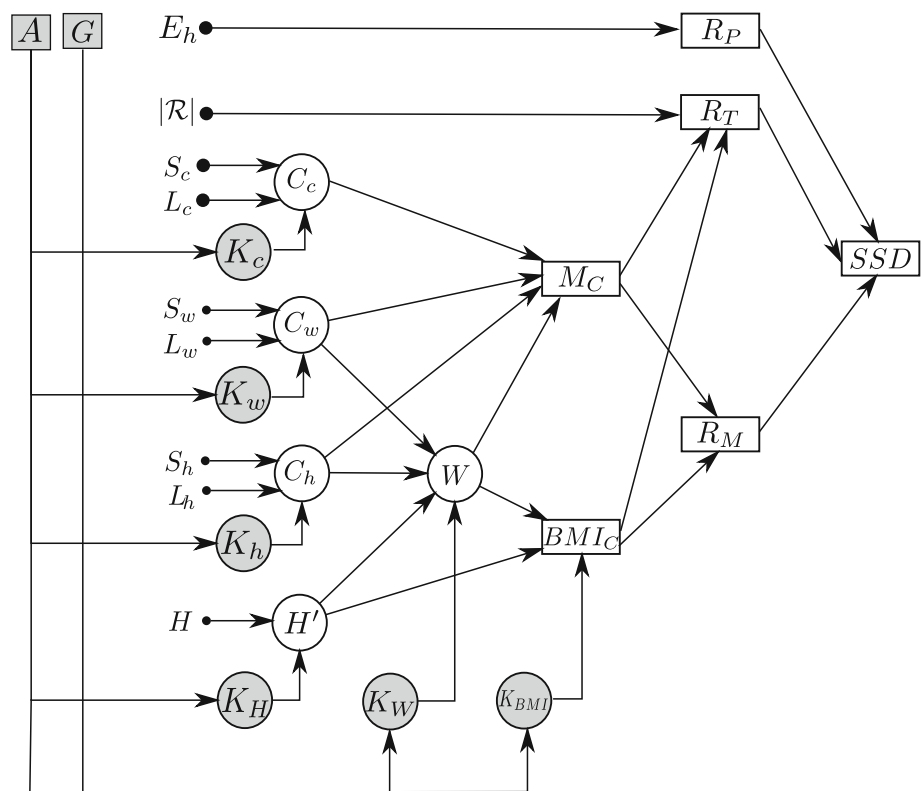 A G E_h R_P
|ℛ| R_T
S_c C_c
L_c
K_c SSD
M_C
S_w C_w
L_w
K_w
R_M
S_h C_h W
L_h
K_h BMI_C
H H′
K_H K_W K_BMI